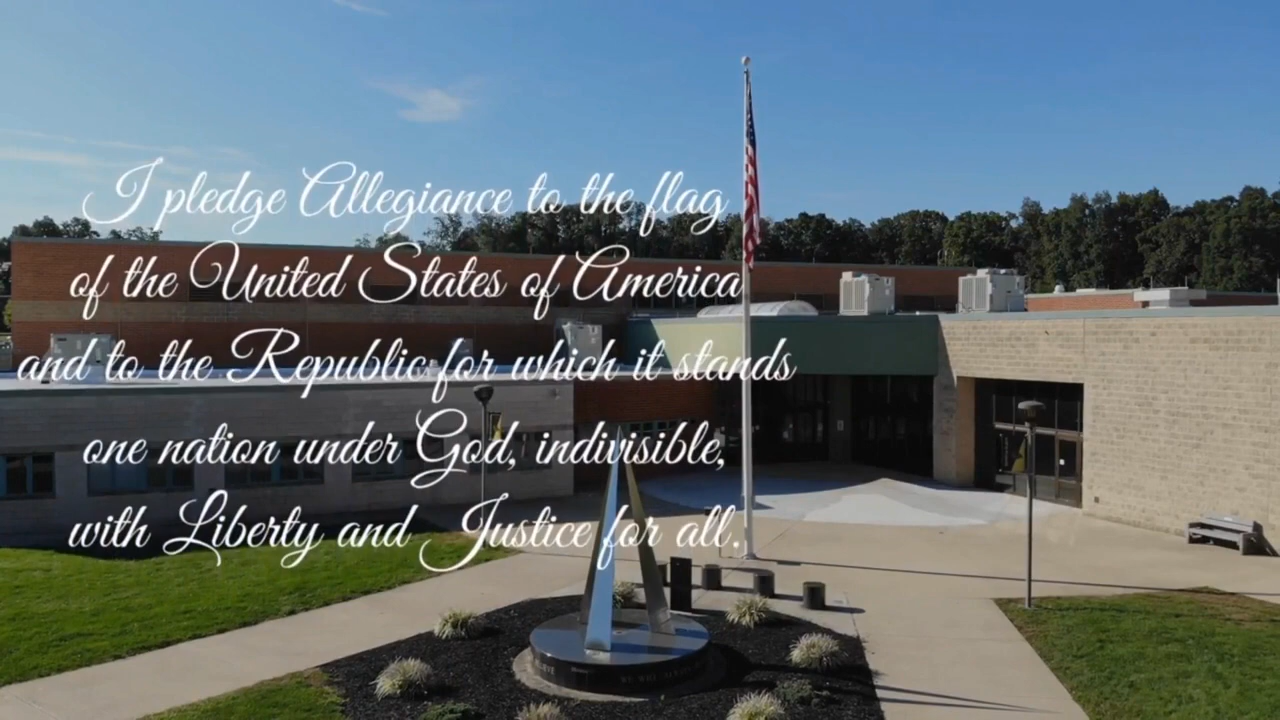 I pledge Allegiance to the flag
of the United States of America
and to the Republic for which it stands
one nation under God, indivisible,
with Liberty and Justice for all.